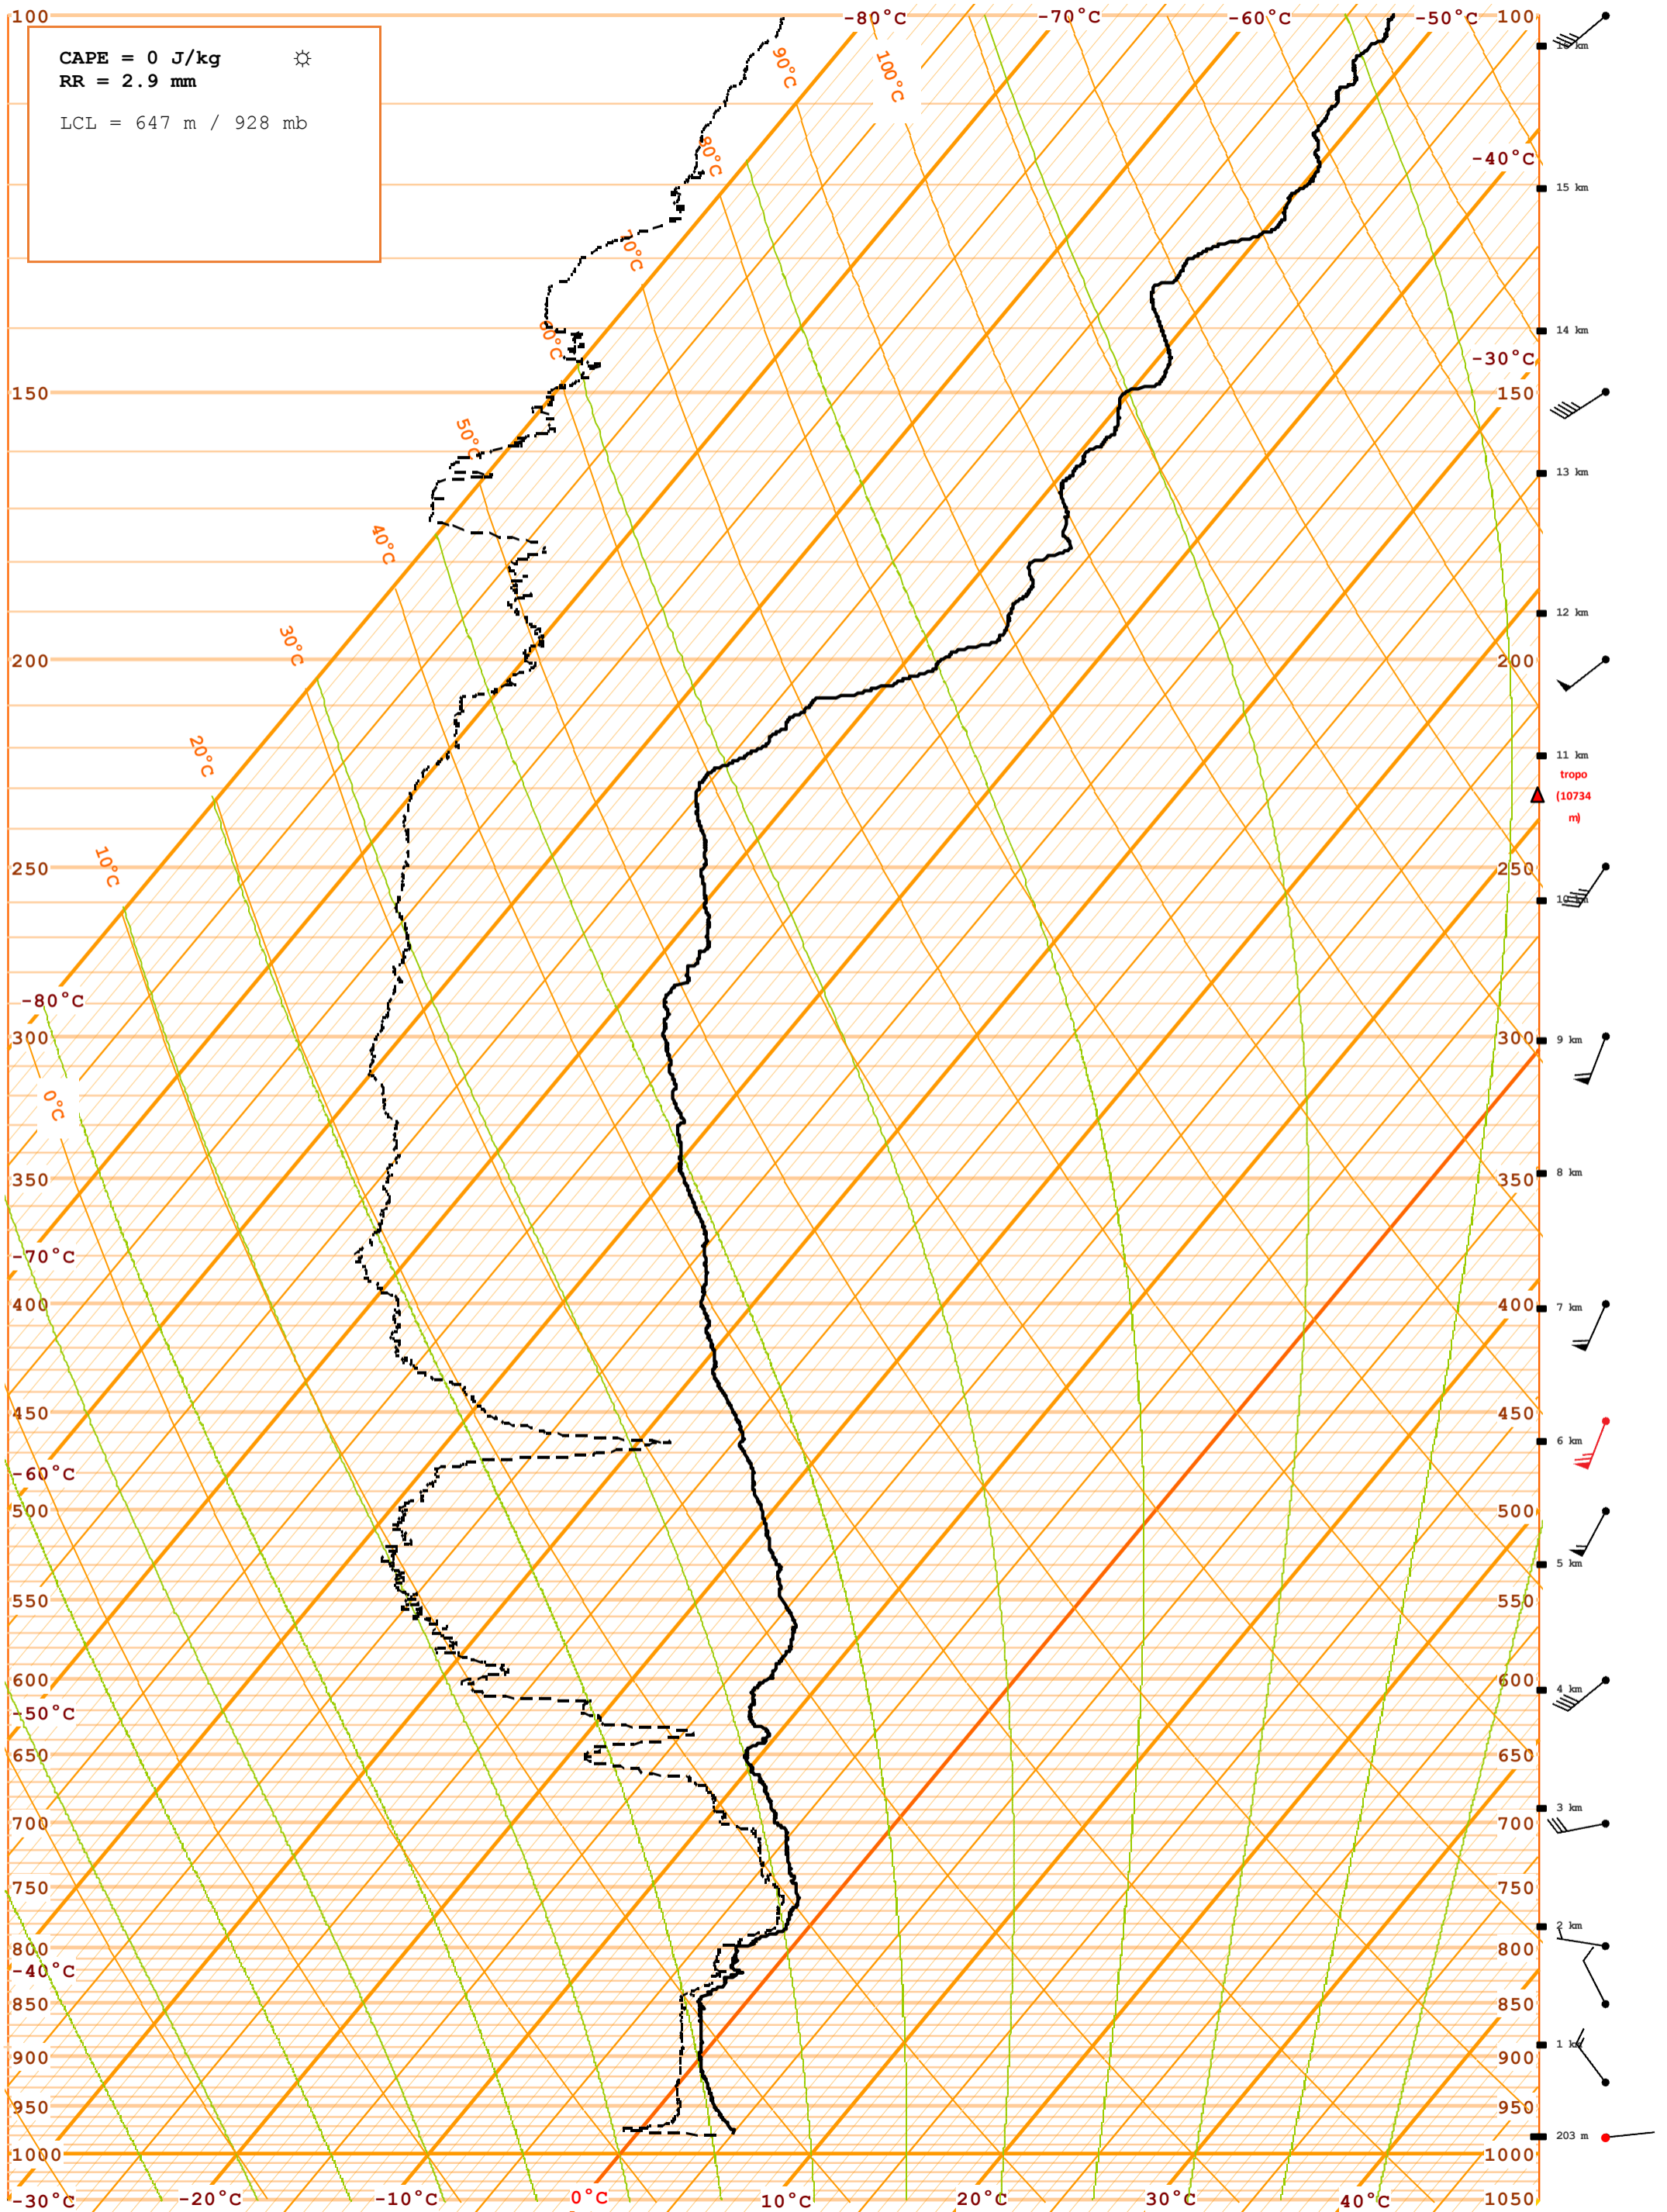 100 -80°C -70°C -60°C -50°C 100
CAPE = 0 J/kg ☼
RR = 2.9 mm
LCL = 647 m / 928 mb
90°C 100°C
km
80°C
-40°C
15 km
70°C
60°C
14 km
-30°C
150 150
50°C
13 km
40°C
12 km
30°C
200 200
20°C
11 km
tropo
(10734
m)
10°C
250 250
-80°C
300 300
9 km
0°C
8 km
350 350
-70°C
400 400
7 km
450 450
6 km
-60°C
500 500
5 km
550 550
600 600
4 km
-50°C
650 650
3 km
700 700
750 750
2 km
800 800
-40°C
850 850
1 km
900 900
950 950
203 m
1000 1000
-30°C -20°C -10°C 0°C 10°C 20°C 30°C 40°C 1050